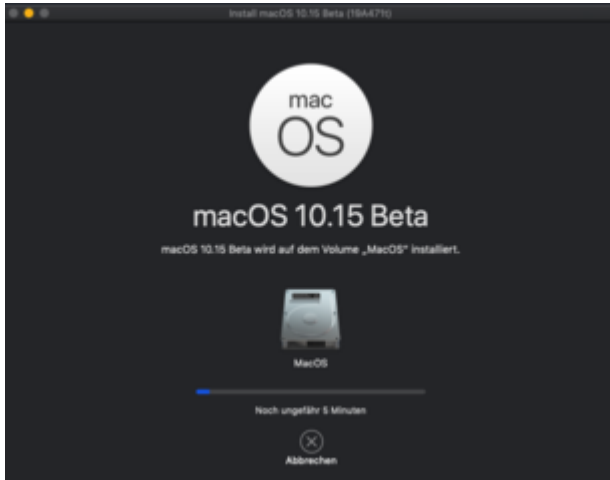 Install macOS 10.15 Beta (19A471t)
mac
OS
macOS 10.15 Beta
macOS 10.15 Beta wird auf dem Volume „MacOS“ installiert.
MacOS
Noch ungefähr 5 Minuten
Abbrechen